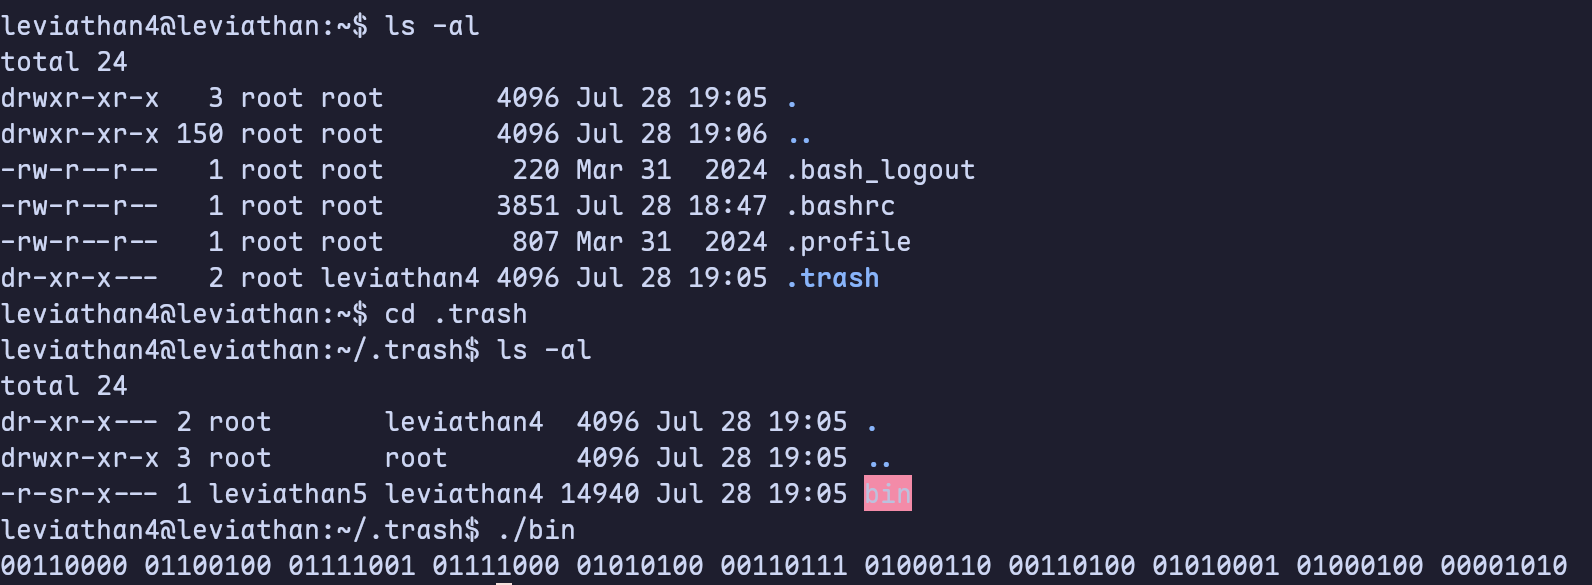 leviathan4@leviathan:~$ ls -al
total 24
drwxr-xr-x   3 root root       4096 Jul 28 19:05 .
drwxr-xr-x 150 root root       4096 Jul 28 19:06 ..
-rw-r--r--   1 root root        220 Mar 31  2024 .bash_logout
-rw-r--r--   1 root root       3851 Jul 28 18:47 .bashrc
-rw-r--r--   1 root root        807 Mar 31  2024 .profile
dr-xr-x---   2 root leviathan4 4096 Jul 28 19:05 .trash
leviathan4@leviathan:~$ cd .trash
leviathan4@leviathan:~/.trash$ ls -al
total 24
dr-xr-x--- 2 root       leviathan4  4096 Jul 28 19:05 .
drwxr-xr-x 3 root       root        4096 Jul 28 19:05 ..
-r-sr-x--- 1 leviathan5 leviathan4 14940 Jul 28 19:05 bin
leviathan4@leviathan:~/.trash$ ./bin
00110000 01100100 01111001 01111000 01010100 00110111 01000110 00110100 01010001 01000100 00001010